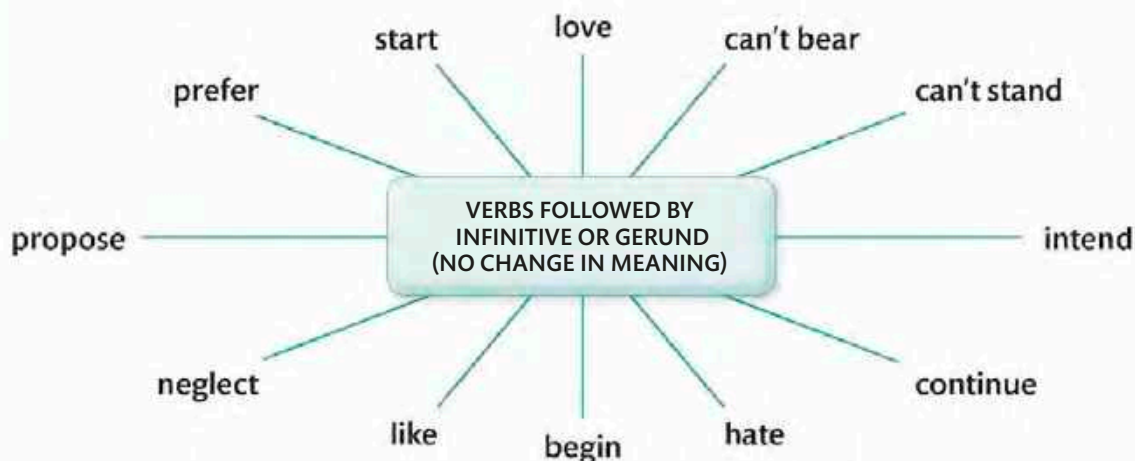 love
start
can't bear
prefer
can't stand
VERBS FOLLOWED BY
INFINITIVE OR GERUND
(NO CHANGE IN MEANING)
propose
intend
neglect
continue
like
begin
hate